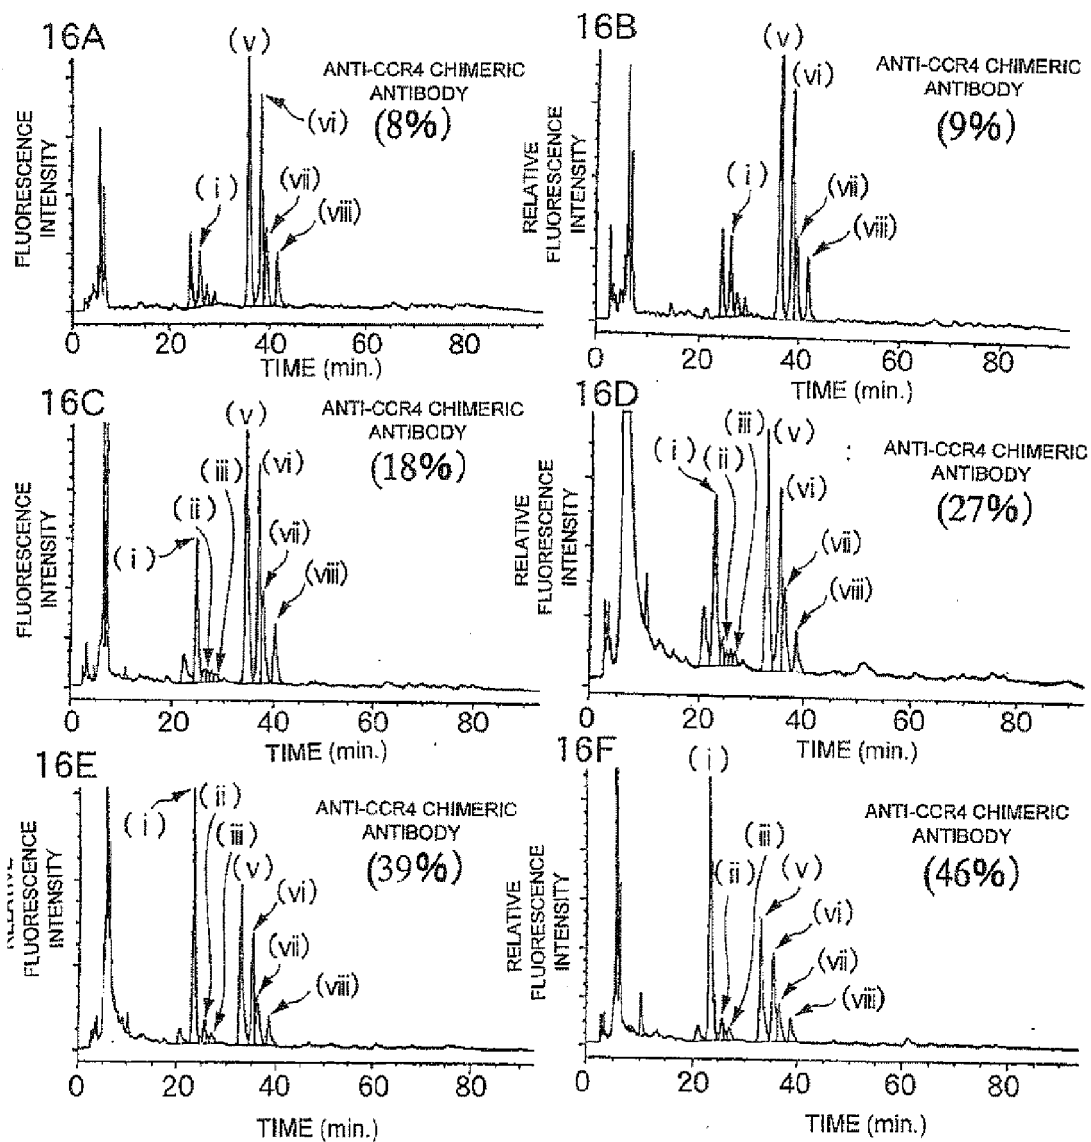 16A
(v)
ANTI-CCR4 CHIMERIC
ANTIBODY
(8%)
(vi)
(i)
(vii)
(viii)
FLUORESCENCE
INTENSITY
0 20 40 60 80
TIME (min.)
16B
(v)
(vi)
ANTI-CCR4 CHIMERIC
ANTIBODY
(9%)
(i)
(vii)
(viii)
RELATIVE
FLUORESCENCE
INTENSITY
0 20 40 60 80
TIME (min.)
16C
(v)
ANTI-CCR4 CHIMERIC
ANTIBODY
(18%)
(iii)
(vi)
(ii)
(i)
(vii)
(viii)
FLUORESCENCE
INTENSITY
0 20 40 60 80
TIME (min.)
16D
(iii)
(v)
(i)
(ii)
ANTI-CCR4 CHIMERIC
ANTIBODY
(27%)
(vi)
(vii)
(viii)
RELATIVE
FLUORESCENCE
INTENSITY
0 20 40 60 80
TIME (min.)
16E
(i)
(ii)
(iii)
(v)
ANTI-CCR4 CHIMERIC
ANTIBODY
(39%)
(vi)
(vii)
(viii)
RELATIVE
FLUORESCENCE
INTENSITY
0 20 40 60 80
TIME (min.)
16F
(i)
ANTI-CCR4 CHIMERIC
ANTIBODY
(46%)
(iii)
(ii)
(v)
(vi)
(vii)
(viii)
RELATIVE
FLUORESCENCE
INTENSITY
0 20 40 60 80
TIME (min.)